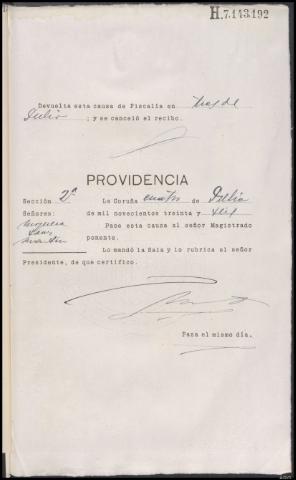 H.7.143.192
Devuelta esta causa de Fiscalía en tres de
Julio ; y se canceló el recibo.
PROVIDENCIA
Sección 2ª La Coruña cuatro de Julio
Señores: de mil novecientos treinta y
Pase esta causa al señor Magistrado
ponente.
Lo mandó la Sala y lo rubrica el señor
Presidente, de que certifico.
Pasa el mismo día.